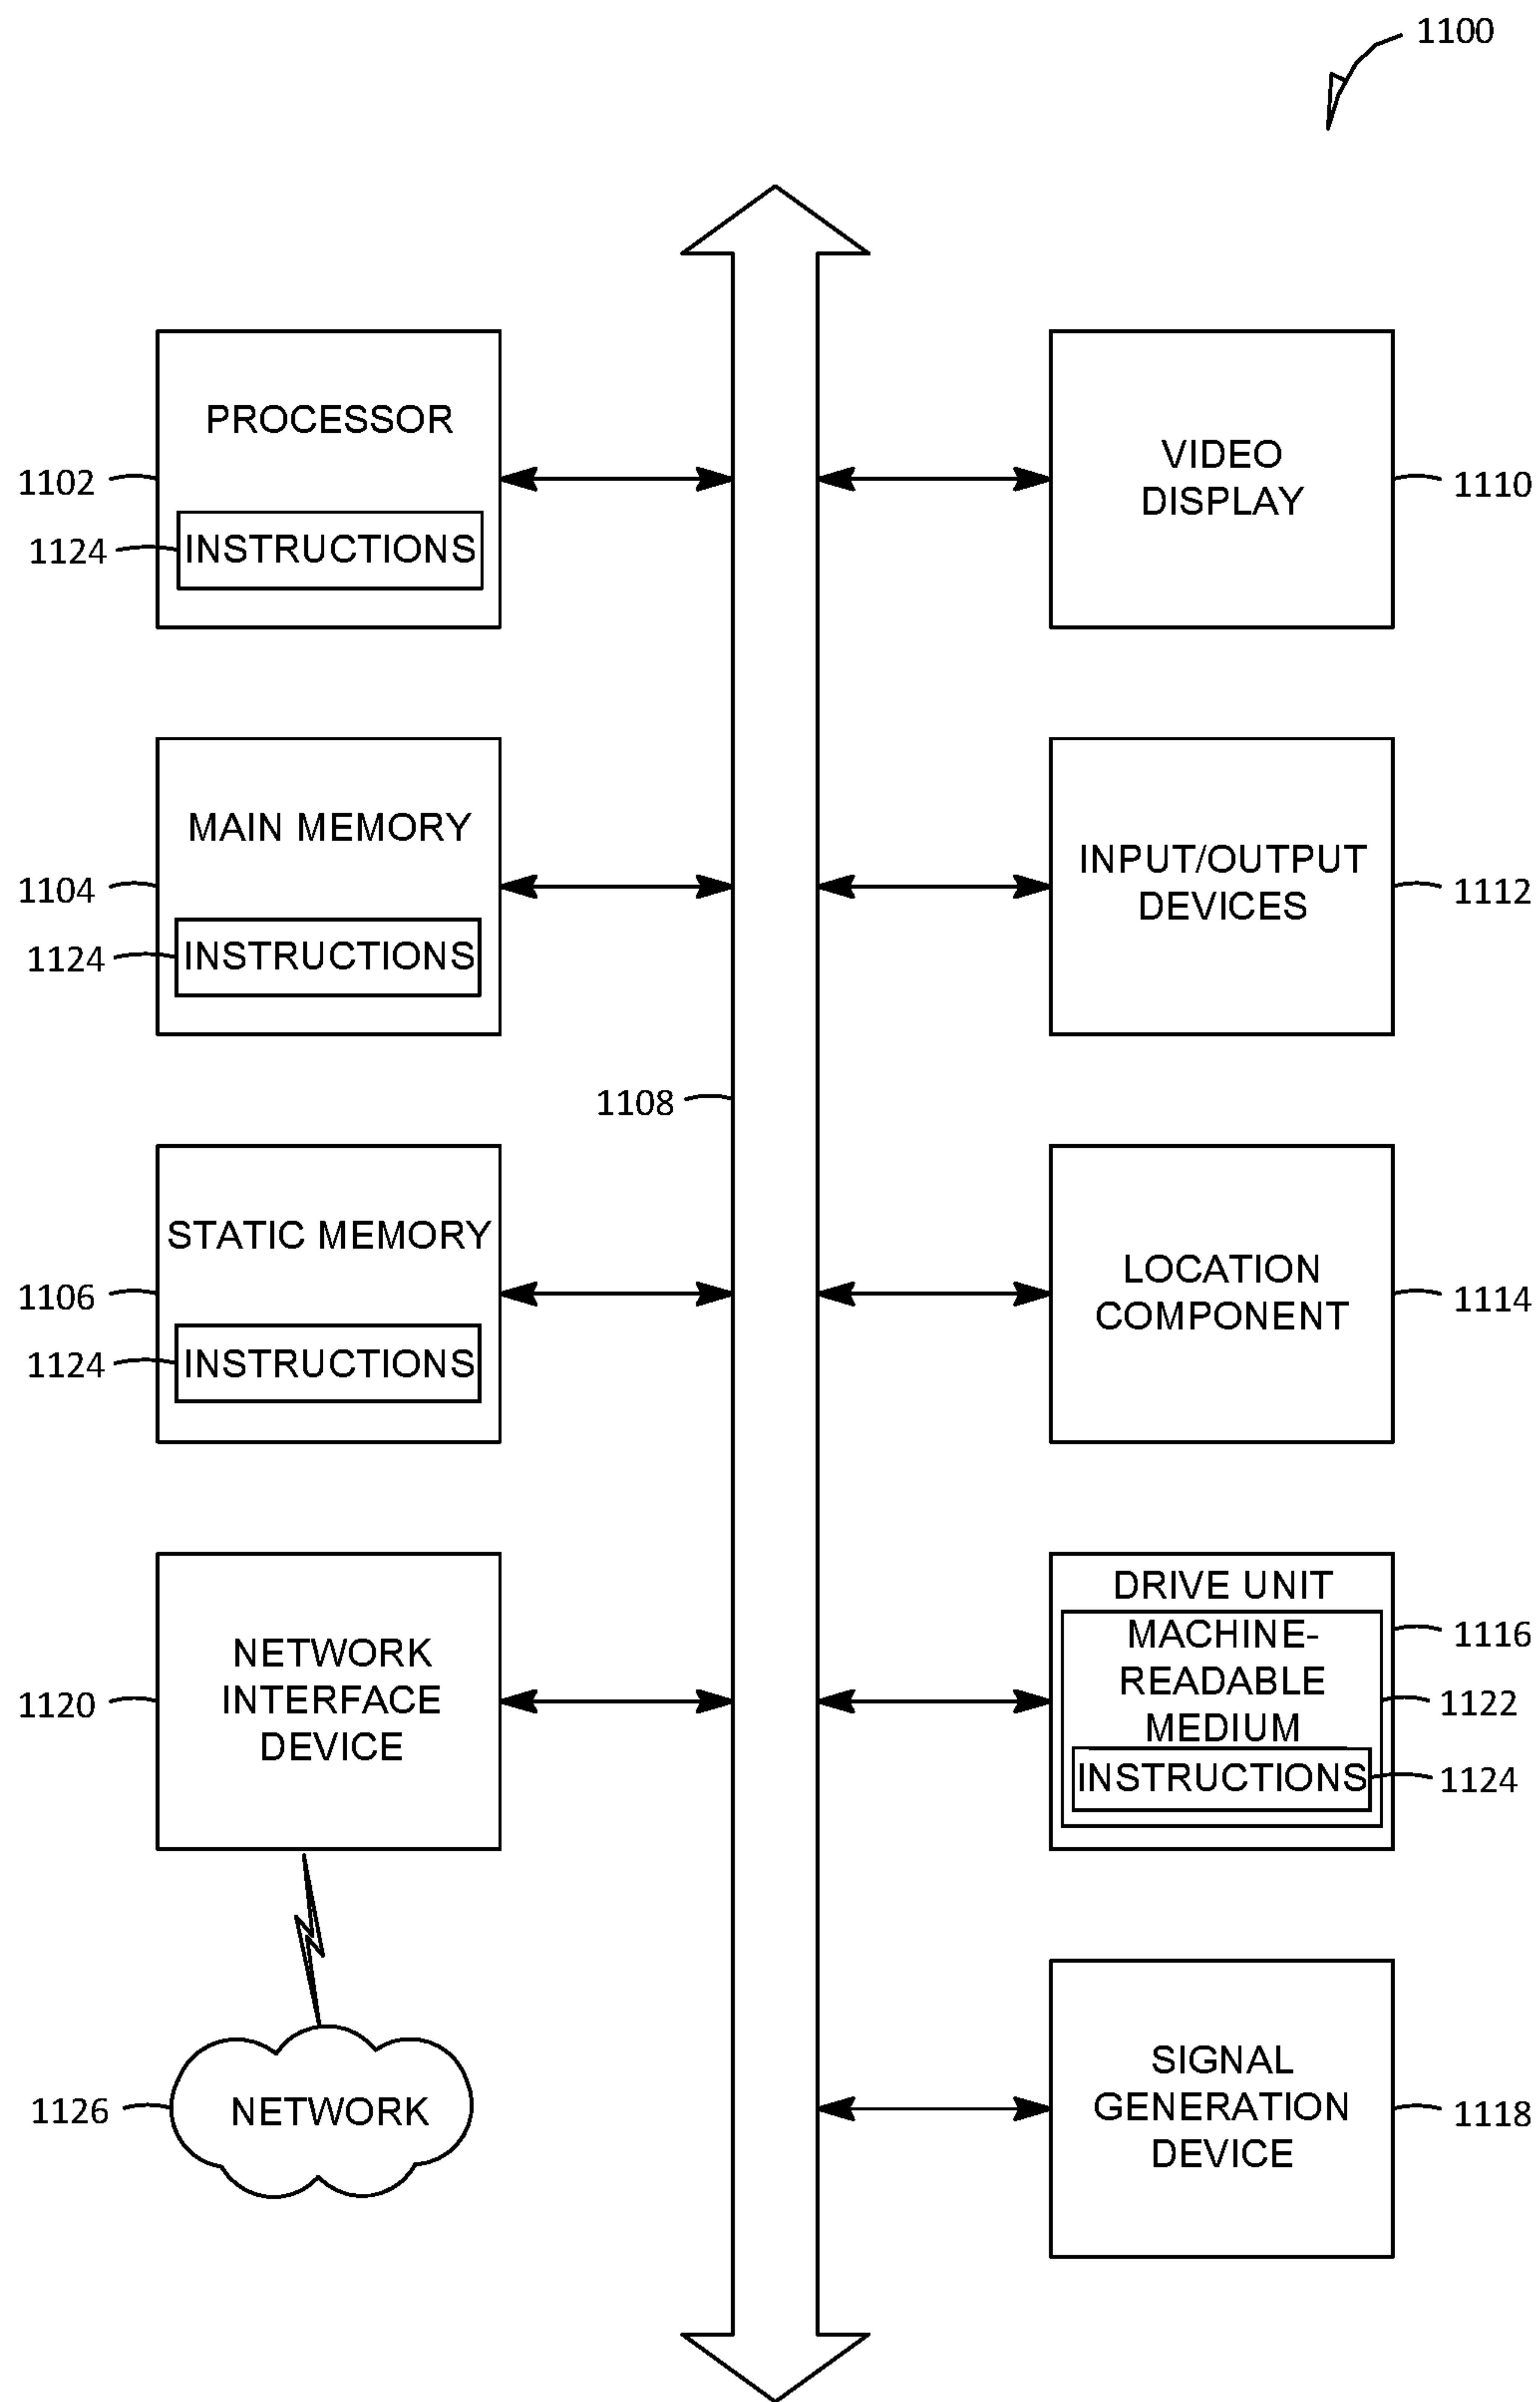 1100
PROCESSOR
1102
1124
INSTRUCTIONS
VIDEO
DISPLAY
1110
MAIN MEMORY
1104
1124
INSTRUCTIONS
INPUT/OUTPUT
DEVICES
1112
1108
STATIC MEMORY
1106
1124
INSTRUCTIONS
LOCATION
COMPONENT
1114
NETWORK
INTERFACE
DEVICE
1120
DRIVE UNIT
1116
MACHINE-
READABLE
MEDIUM
1122
INSTRUCTIONS
1124
1126
NETWORK
SIGNAL
GENERATION
DEVICE
1118